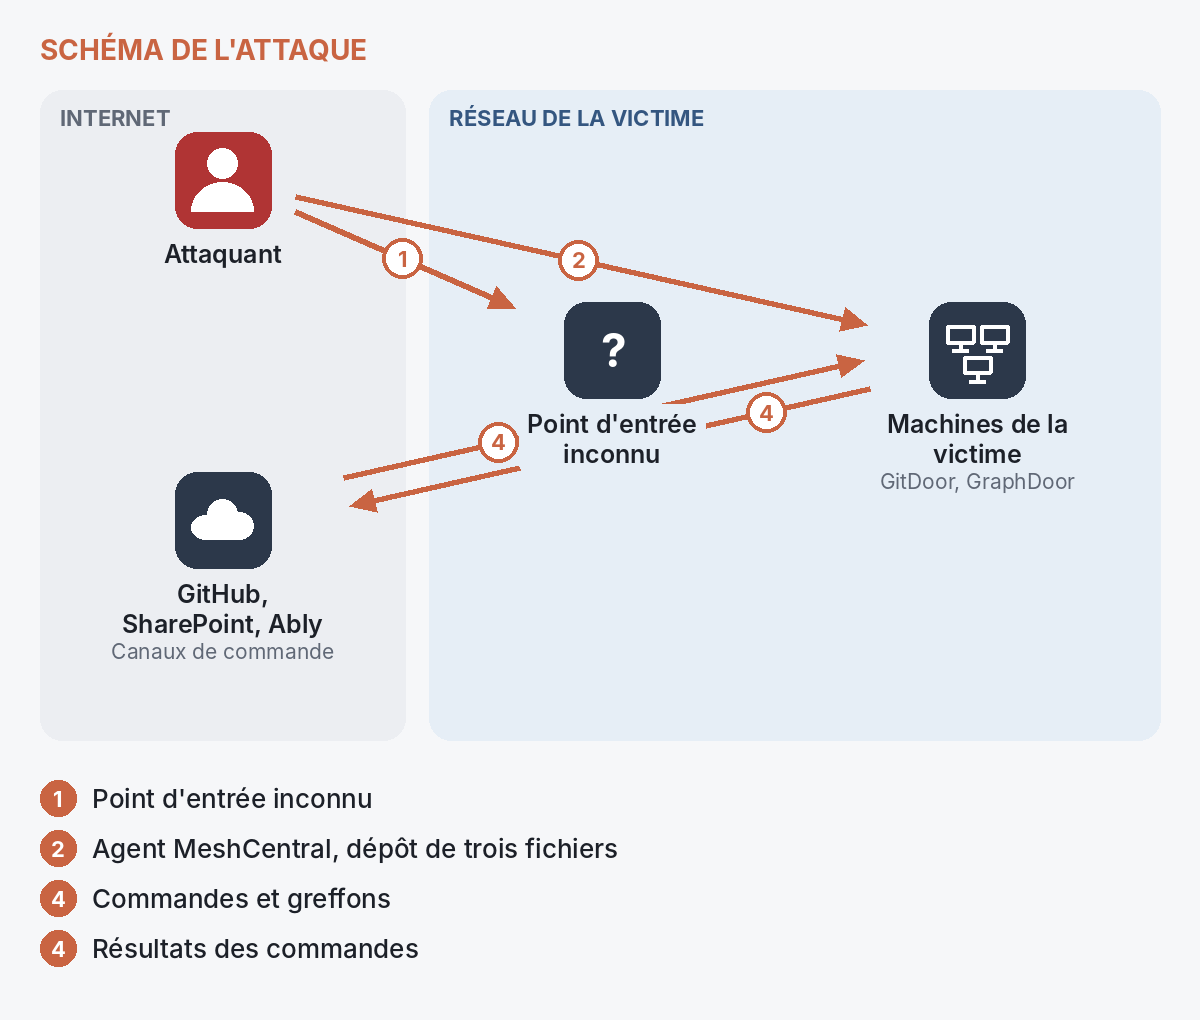 SCHÉMA DE L'ATTAQUE
INTERNET
RÉSEAU DE LA VICTIME
Attaquant
1
2
?
Point d'entrée
inconnu
4
4
Machines de la
victime
GitDoor, GraphDoor
GitHub,
SharePoint, Ably
Canaux de commande
1 Point d'entrée inconnu
2 Agent MeshCentral, dépôt de trois fichiers
4 Commandes et greffons
4 Résultats des commandes